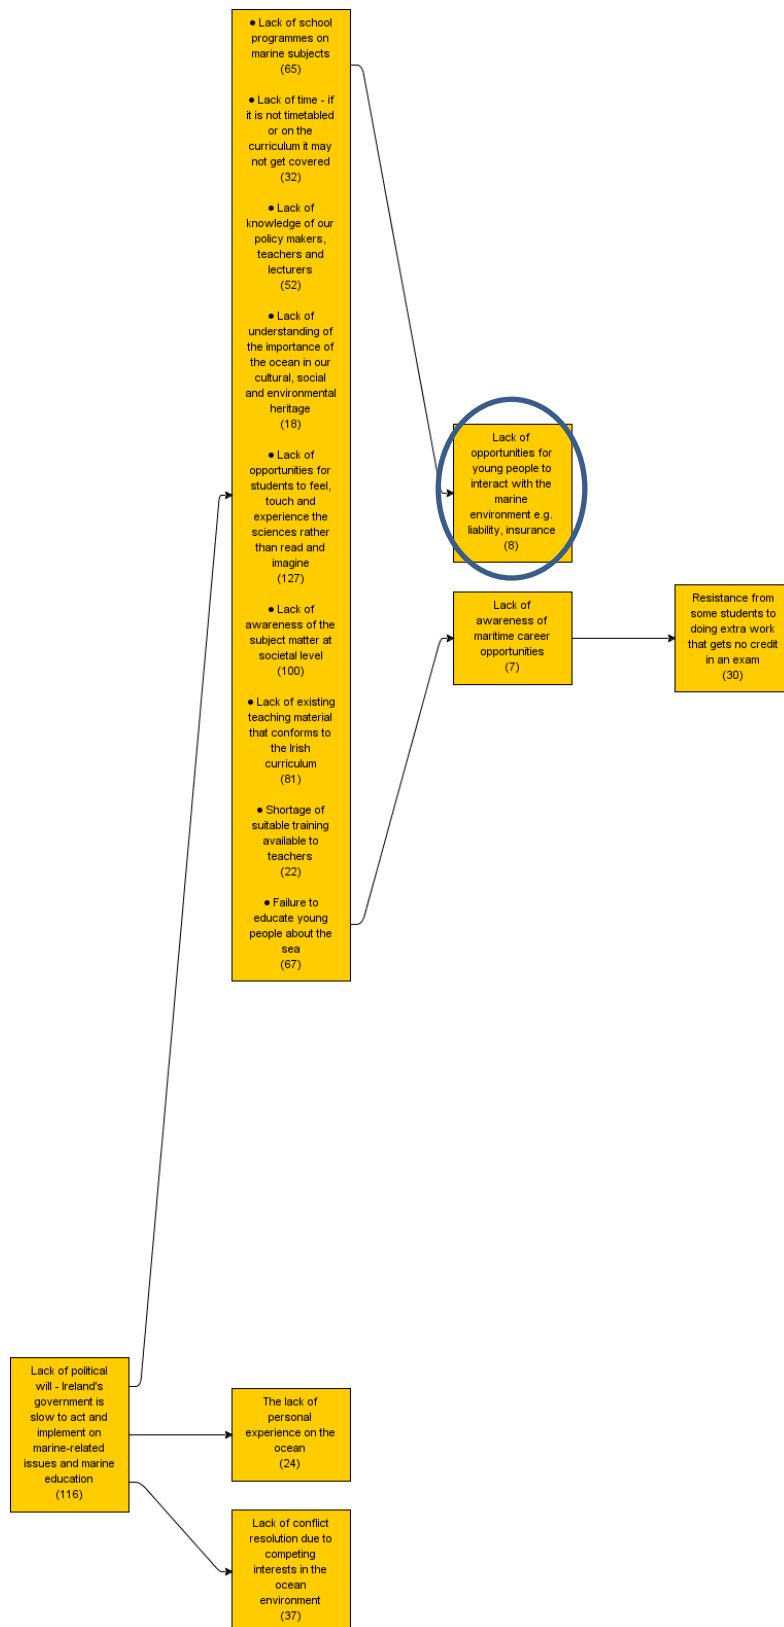 ● Lack of school
programmes on
marine subjects
(65)
● Lack of time - if
it is not timetabled
or on the
curriculum it may
not get covered
(32)
● Lack of
knowledge of our
policy makers,
teachers and
lecturers
(52)
● Lack of
understanding of
the importance of
the ocean in our
cultural, social
and environmental
heritage
(18)
● Lack of
opportunities for
students to feel,
touch and
experience the
sciences rather
than read and
imagine
(127)
● Lack of
awareness of the
subject matter at
societal level
(100)
● Lack of existing
teaching material
that conforms to
the Irish
curriculum
(81)
● Shortage of
suitable training
available to
teachers
(22)
● Failure to
educate young
people about the
sea
(67)
Lack of
opportunities for
young people to
interact with the
marine
environment e.g.
liability, insurance
(8)
Lack of
awareness of
maritime career
opportunities
(7)
Resistance from
some students to
doing extra work
that gets no credit
in an exam
(30)
Lack of political
will - Ireland's
government is
slow to act and
implement on
marine-related
issues and marine
education
(116)
The lack of
personal
experience on the
ocean
(24)
Lack of conflict
resolution due to
competing
interests in the
ocean
environment
(37)